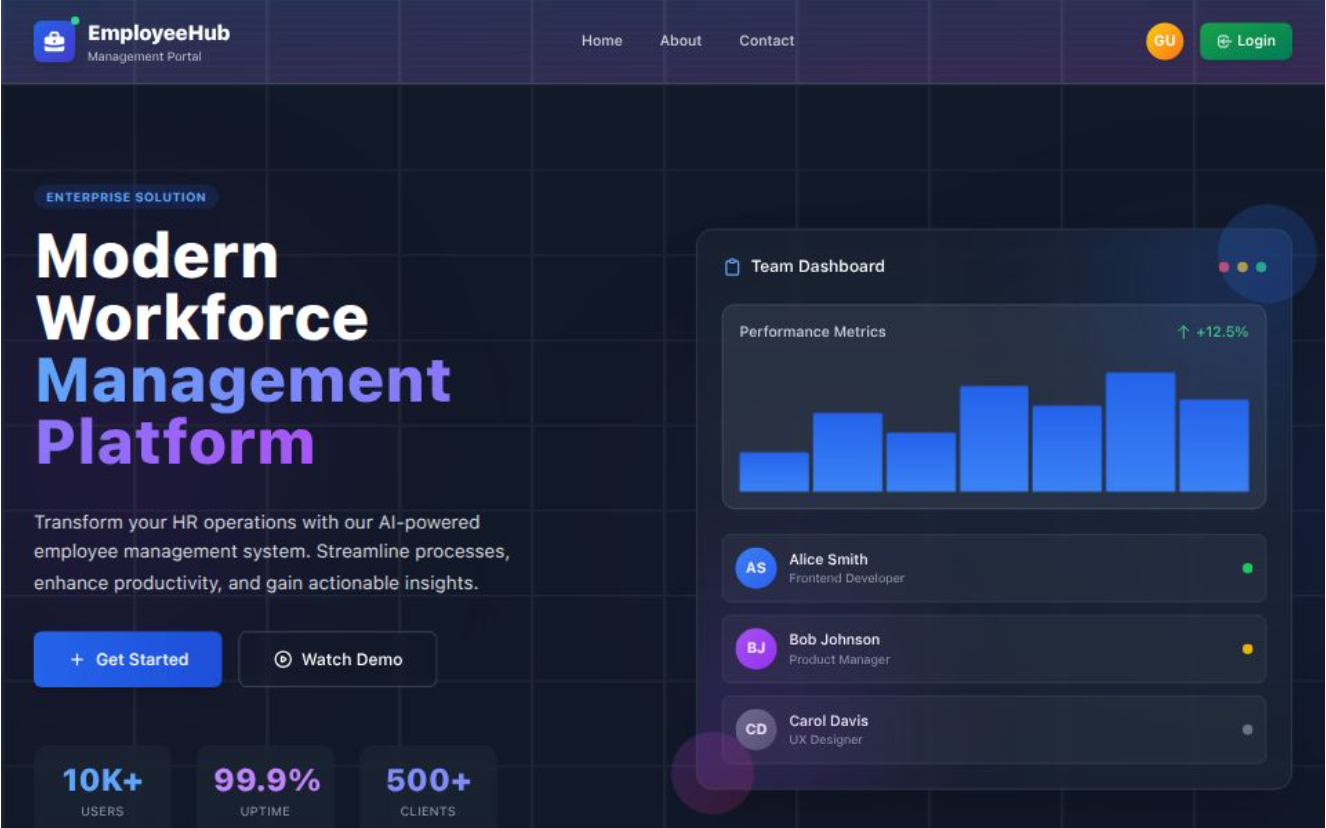 EmployeeHub
Management Portal
Home
About
Contact
GU
Login
ENTERPRISE SOLUTION
Modern
Workforce
Management
Platform
Transform your HR operations with our AI-powered
employee management system. Streamline processes,
enhance productivity, and gain actionable insights.
Get Started
Watch Demo
10K+
USERS
99.9%
UPTIME
500+
CLIENTS
Team Dashboard
Performance Metrics
↑ +12.5%
AS
Alice Smith
Frontend Developer
BJ
Bob Johnson
Product Manager
CD
Carol Davis
UX Designer